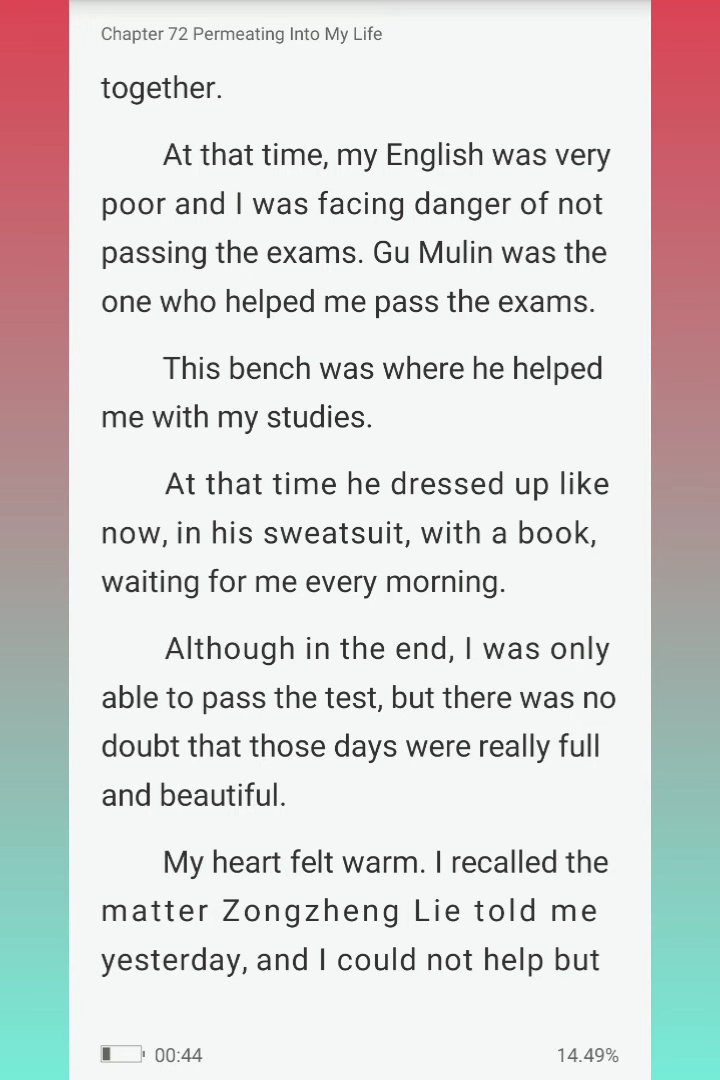 Chapter 72 Permeating Into My Life
together.
At that time, my English was very
poor and I was facing danger of not
passing the exams. Gu Mulin was the
one who helped me pass the exams.
This bench was where he helped
me with my studies.
At that time he dressed up like
now, in his sweatsuit, with a book,
waiting for me every morning.
Although in the end, I was only
able to pass the test, but there was no
doubt that those days were really full
and beautiful.
My heart felt warm. I recalled the
matter Zongzheng Lie told me
yesterday, and I could not help but
00:44 14.49%